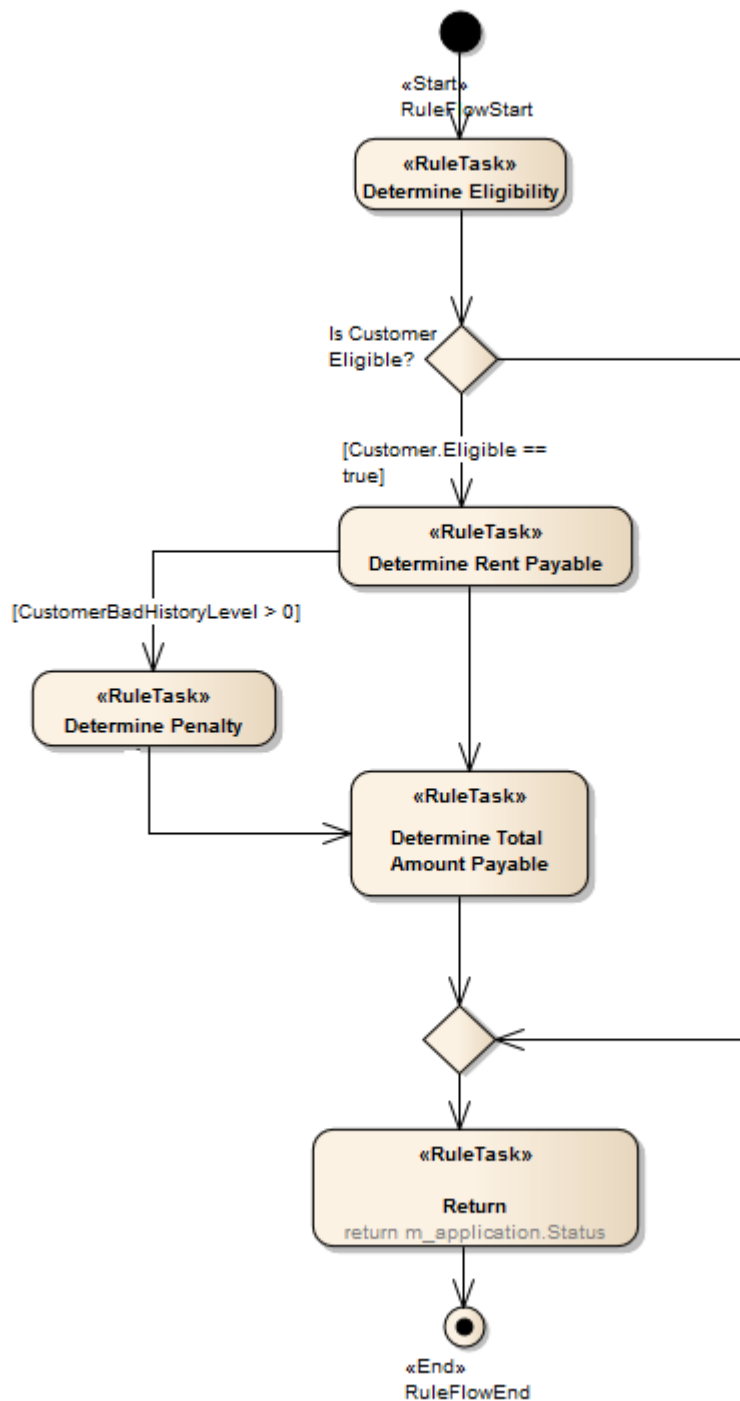 «Start»
RuleFlowStart
«RuleTask»
Determine Eligibility
Is Customer
Eligible?
[Customer.Eligible ==
true]
«RuleTask»
Determine Rent Payable
[CustomerBadHistoryLevel > 0]
«RuleTask»
Determine Penalty
«RuleTask»
Determine Total
Amount Payable
«RuleTask»
Return
return m_application.Status
«End»
RuleFlowEnd